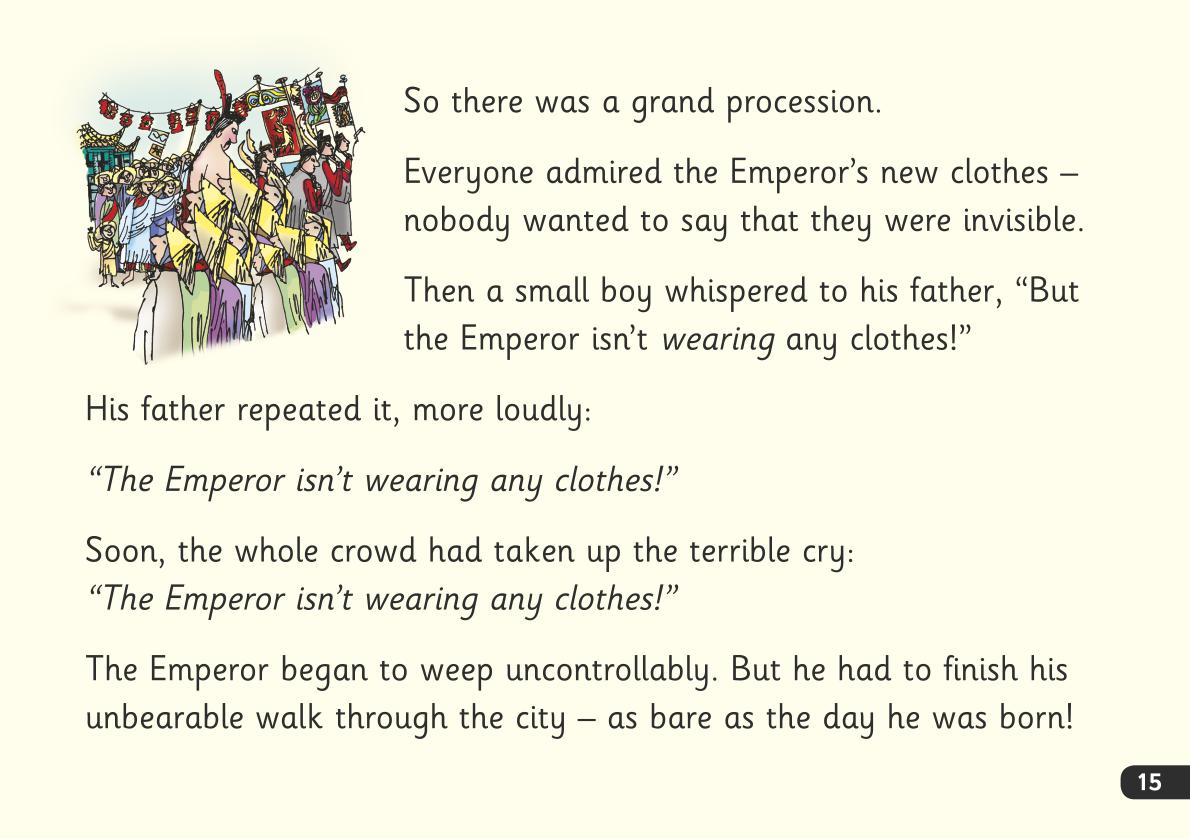 So there was a grand procession.
Everyone admired the Emperor’s new clothes –
nobody wanted to say that they were invisible.
Then a small boy whispered to his father, “But
the Emperor isn’t wearing any clothes!”
His father repeated it, more loudly:
“The Emperor isn’t wearing any clothes!”
Soon, the whole crowd had taken up the terrible cry:
“The Emperor isn’t wearing any clothes!”
The Emperor began to weep uncontrollably. But he had to finish his
unbearable walk through the city – as bare as the day he was born!
15